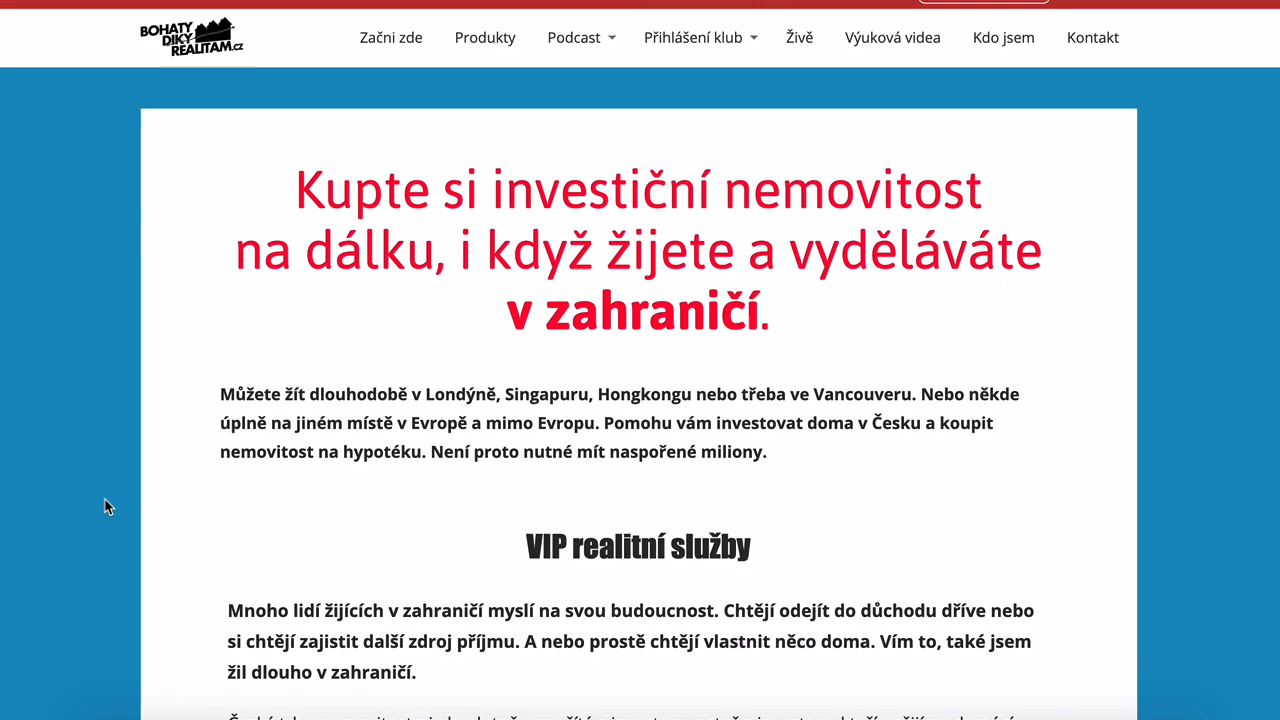 BOHATY
DIKY
REALITAM.cz
Začni zde
Produkty
Podcast
Přihlášení klub
Živě
Výuková videa
Kdo jsem
Kontakt
Kupte si investiční nemovitost
na dálku, i když žijete a vyděláváte
v zahraničí.
Můžete žít dlouhodobě v Londýně, Singapuru, Hongkongu nebo třeba ve Vancouveru. Nebo někde
úplně na jiném místě v Evropě a mimo Evropu. Pomohu vám investovat doma v Česku a koupit
nemovitost na hypotéku. Není proto nutné mít naspořené miliony.
VIP realitní služby
Mnoho lidí žijících v zahraničí myslí na svou budoucnost. Chtějí odejít do důchodu dříve nebo
si chtějí zajistit další zdroj příjmu. A nebo prostě chtějí vlastnit něco doma. Vím to, také jsem
žil dlouho v zahraničí.